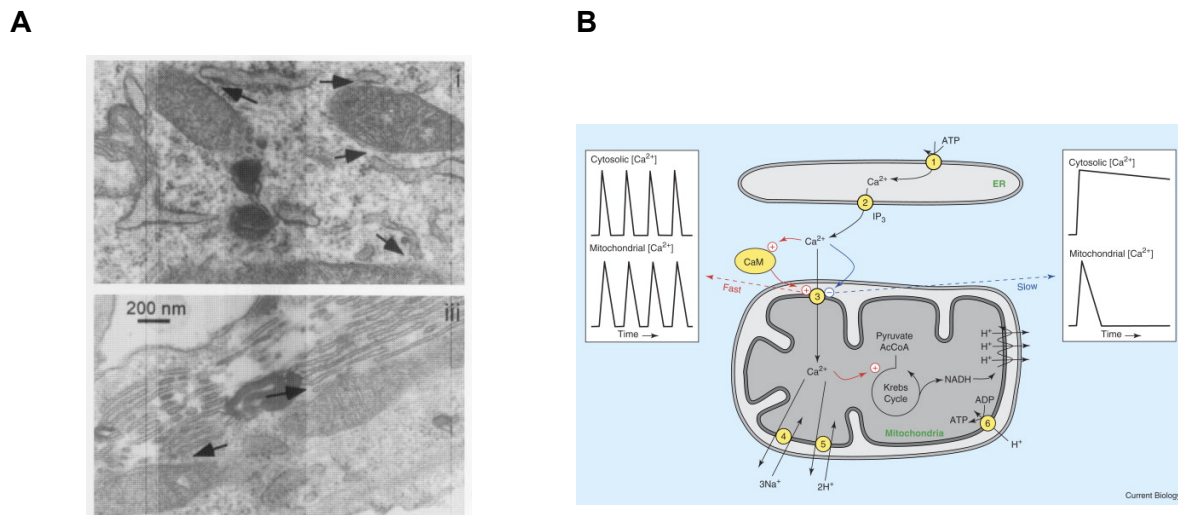 A
B
i
200 nm
iii
Cytosolic [Ca²⁺]
Mitochondrial [Ca²⁺]
Time
1
ATP
Ca²⁺
ER
2
IP₃
Ca²⁺
CaM
+
+
−
3
Fast
Slow
Pyruvate
AcCoA
Ca²⁺
+
Krebs
Cycle
NADH
H⁺
H⁺
H⁺
ADP
ATP
6
H⁺
Mitochondria
4
5
3Na⁺
2H⁺
Cytosolic [Ca²⁺]
Mitochondrial [Ca²⁺]
Time
Current Biology